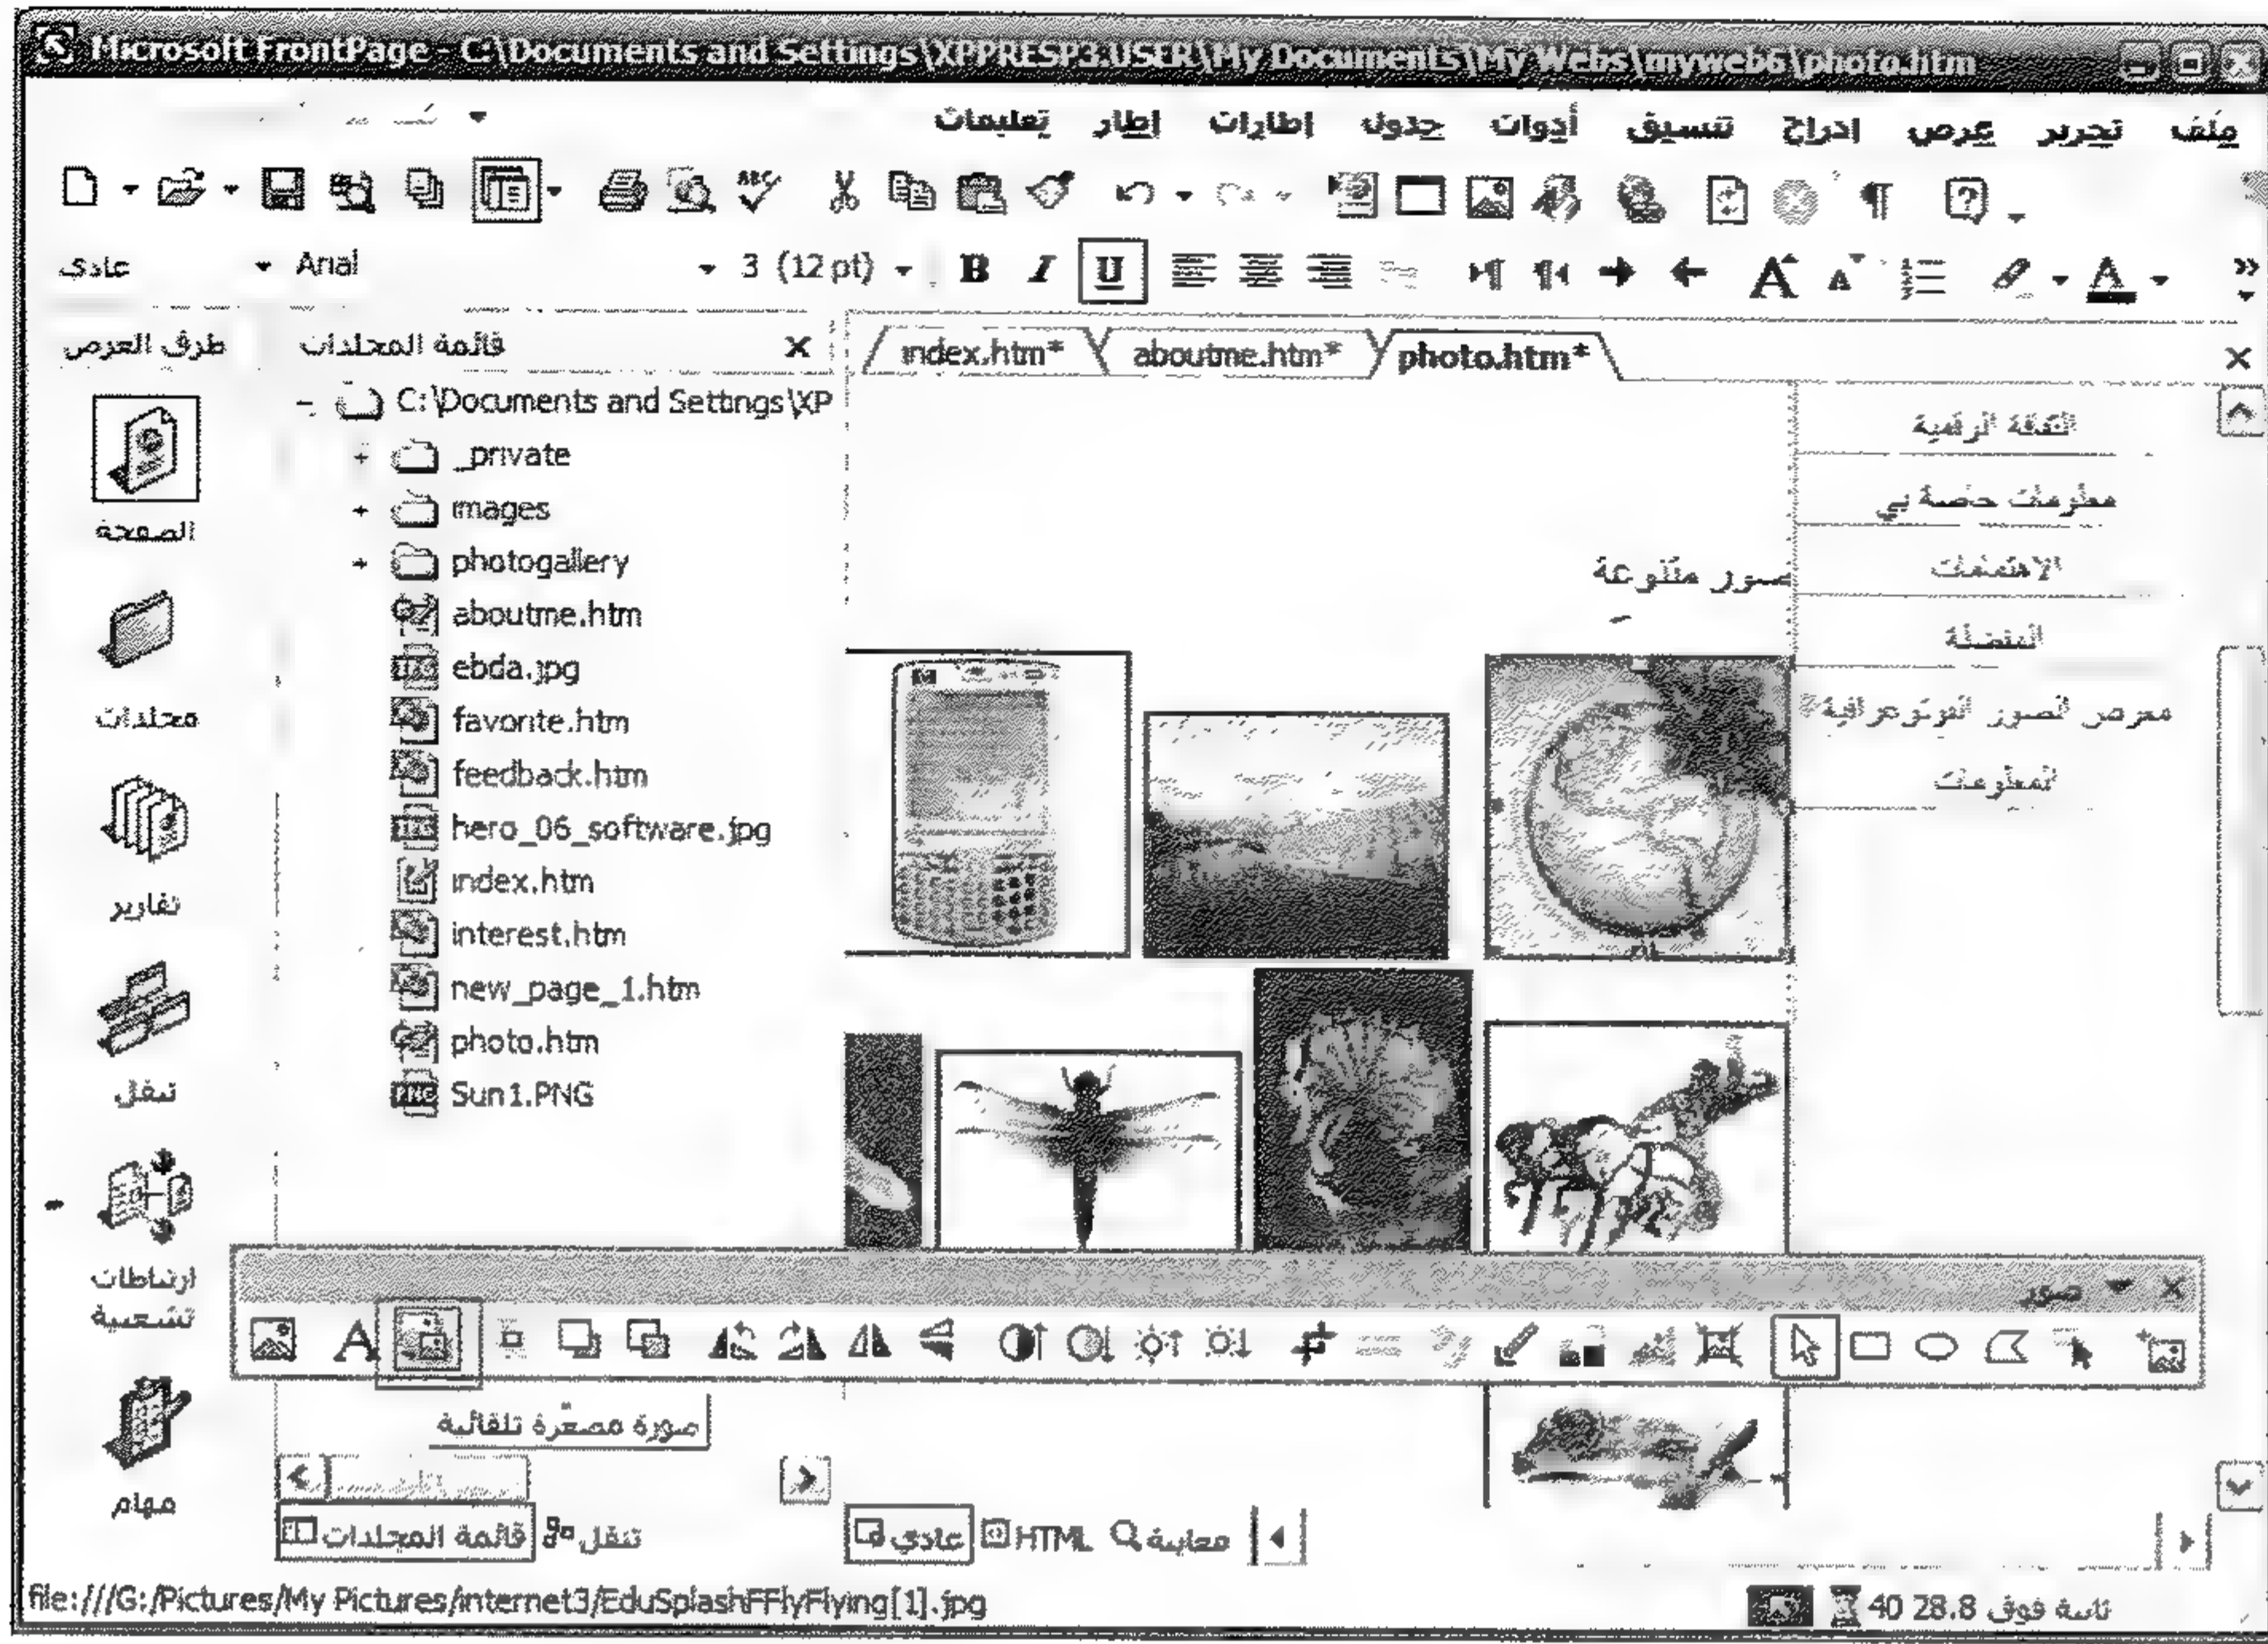 Microsoft FrontPage - C:\Documents and Settings\XPPRESP3.USER\My Documents\My Webs\myweb6\photo.htm
ملف تحرير عرض إدراج تنسيق أدوات جدول إطارات إطار تعليمات
عادي Arial 3 (12 pt) B I U A A A
طرق العرض
الصفحة
مجلدات
تقارير
تنقل
ارتباطات
تشعبية
مهام
قائمة المجلدات
C:\Documents and Settings\XP
_private
images
photogallery
aboutme.htm
ebda.jpg
favorite.htm
feedback.htm
hero_06_software.jpg
index.htm
interest.htm
new_page_1.htm
photo.htm
Sun1.PNG
index.htm* aboutme.htm* photo.htm*
الثقافة الرقمية
معلومات خاصة بي
الاهتمامات
المفضلة
معرض الصور الفوتوغرافية
المعلومات
صور متنوعة
صور
A
صورة مصغّرة تلقائية
قائمة المجلدات تنقل
عادي HTML معاينة
file:///G:/Pictures/My Pictures/internet3/EduSplashFFlyFlying[1].jpg
40 ثانية فوق 28.8